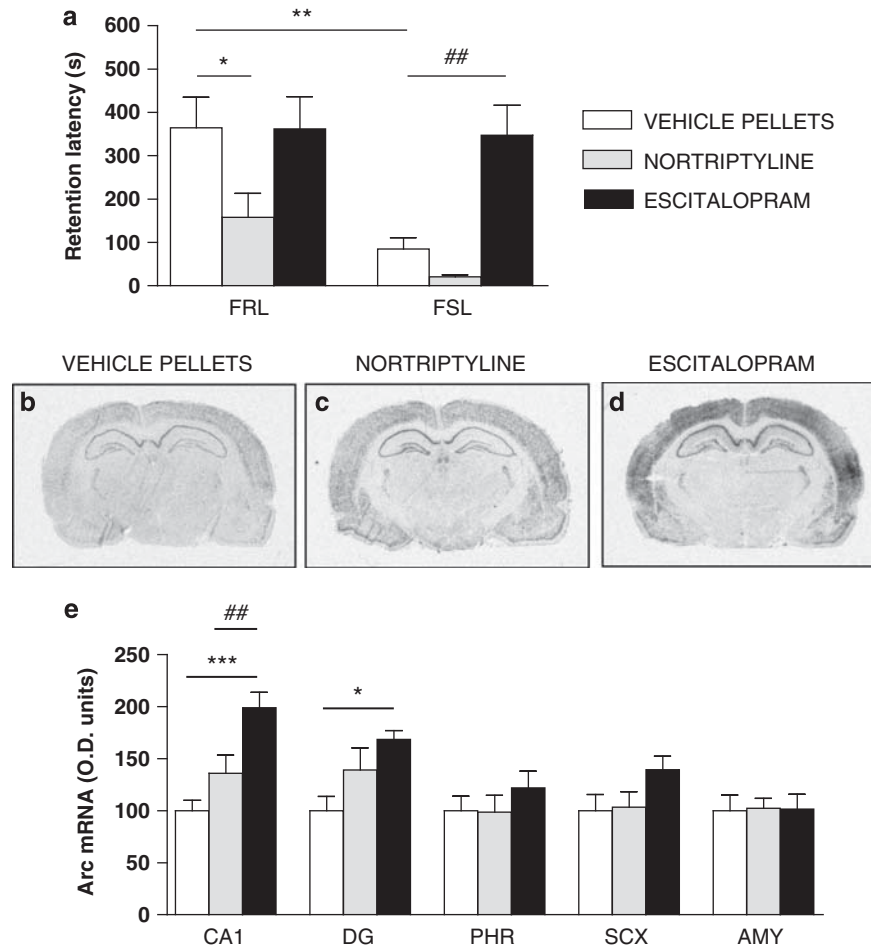 a
600
500
400
300
200
100
0
Retention latency (s)
**
*
##
FRL
FSL
VEHICLE PELLETS
NORTRIPTYLINE
ESCITALOPRAM
VEHICLE PELLETS
NORTRIPTYLINE
ESCITALOPRAM
b
c
d
e
250
200
150
100
50
0
Arc mRNA (O.D. units)
##
***
*
CA1
DG
PHR
SCX
AMY